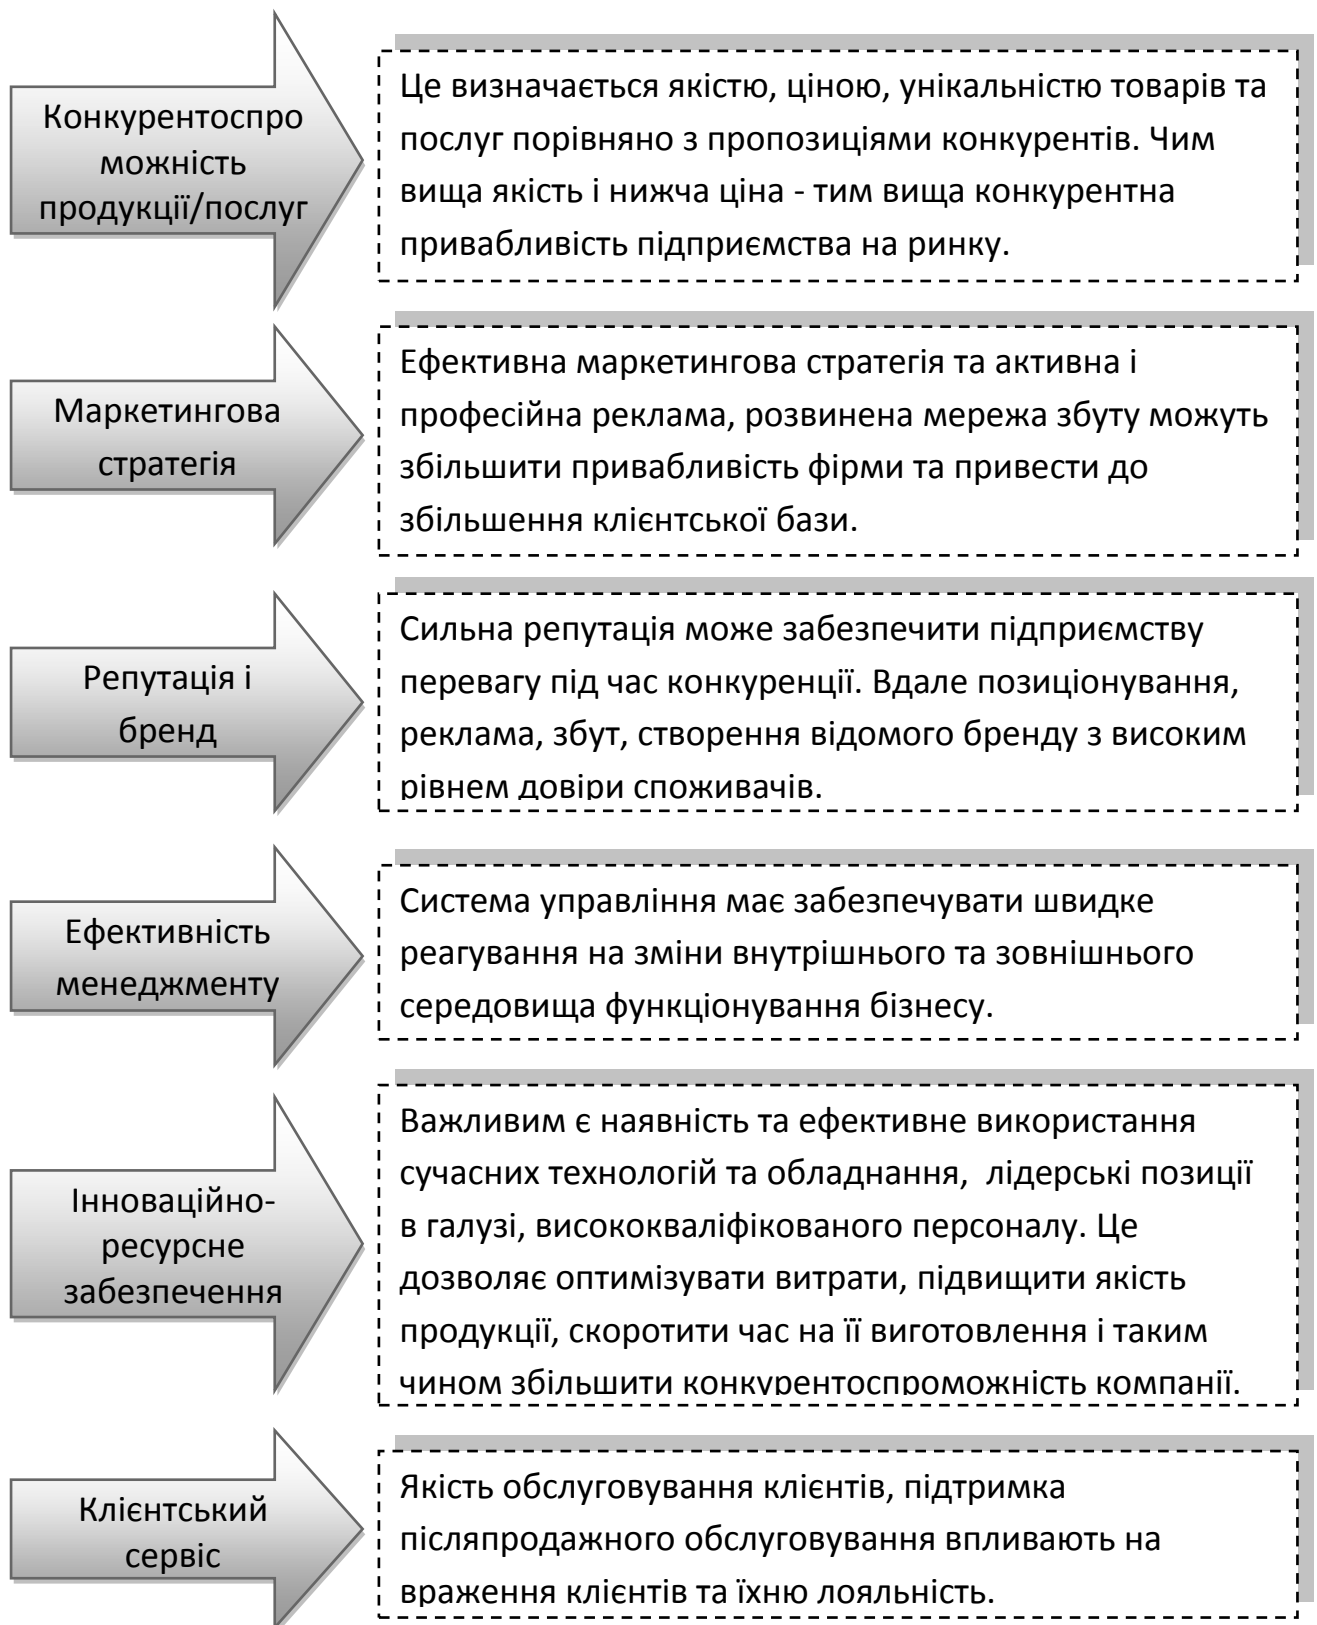 Конкурентоспро
можність
продукції/послуг
Це визначається якістю, ціною, унікальністю товарів та
послуг порівняно з пропозиціями конкурентів. Чим
вища якість і нижча ціна - тим вища конкурентна
привабливість підприємства на ринку.
Маркетингова
стратегія
Ефективна маркетингова стратегія та активна і
професійна реклама, розвинена мережа збуту можуть
збільшити привабливість фірми та привести до
збільшення клієнтської бази.
Репутація і
бренд
Сильна репутація може забезпечити підприємству
перевагу під час конкуренції. Вдале позиціонування,
реклама, збут, створення відомого бренду з високим
рівнем довіри споживачів.
Ефективність
менеджменту
Система управління має забезпечувати швидке
реагування на зміни внутрішнього та зовнішнього
середовища функціонування бізнесу.
Інноваційно-
ресурсне
забезпечення
Важливим є наявність та ефективне використання
сучасних технологій та обладнання,  лідерські позиції
в галузі, висококваліфікованого персоналу. Це
дозволяє оптимізувати витрати, підвищити якість
продукції, скоротити час на її виготовлення і таким
чином збільшити конкурентоспроможність компанії.
Клієнтський
сервіс
Якість обслуговування клієнтів, підтримка
післяпродажного обслуговування впливають на
враження клієнтів та їхню лояльність.